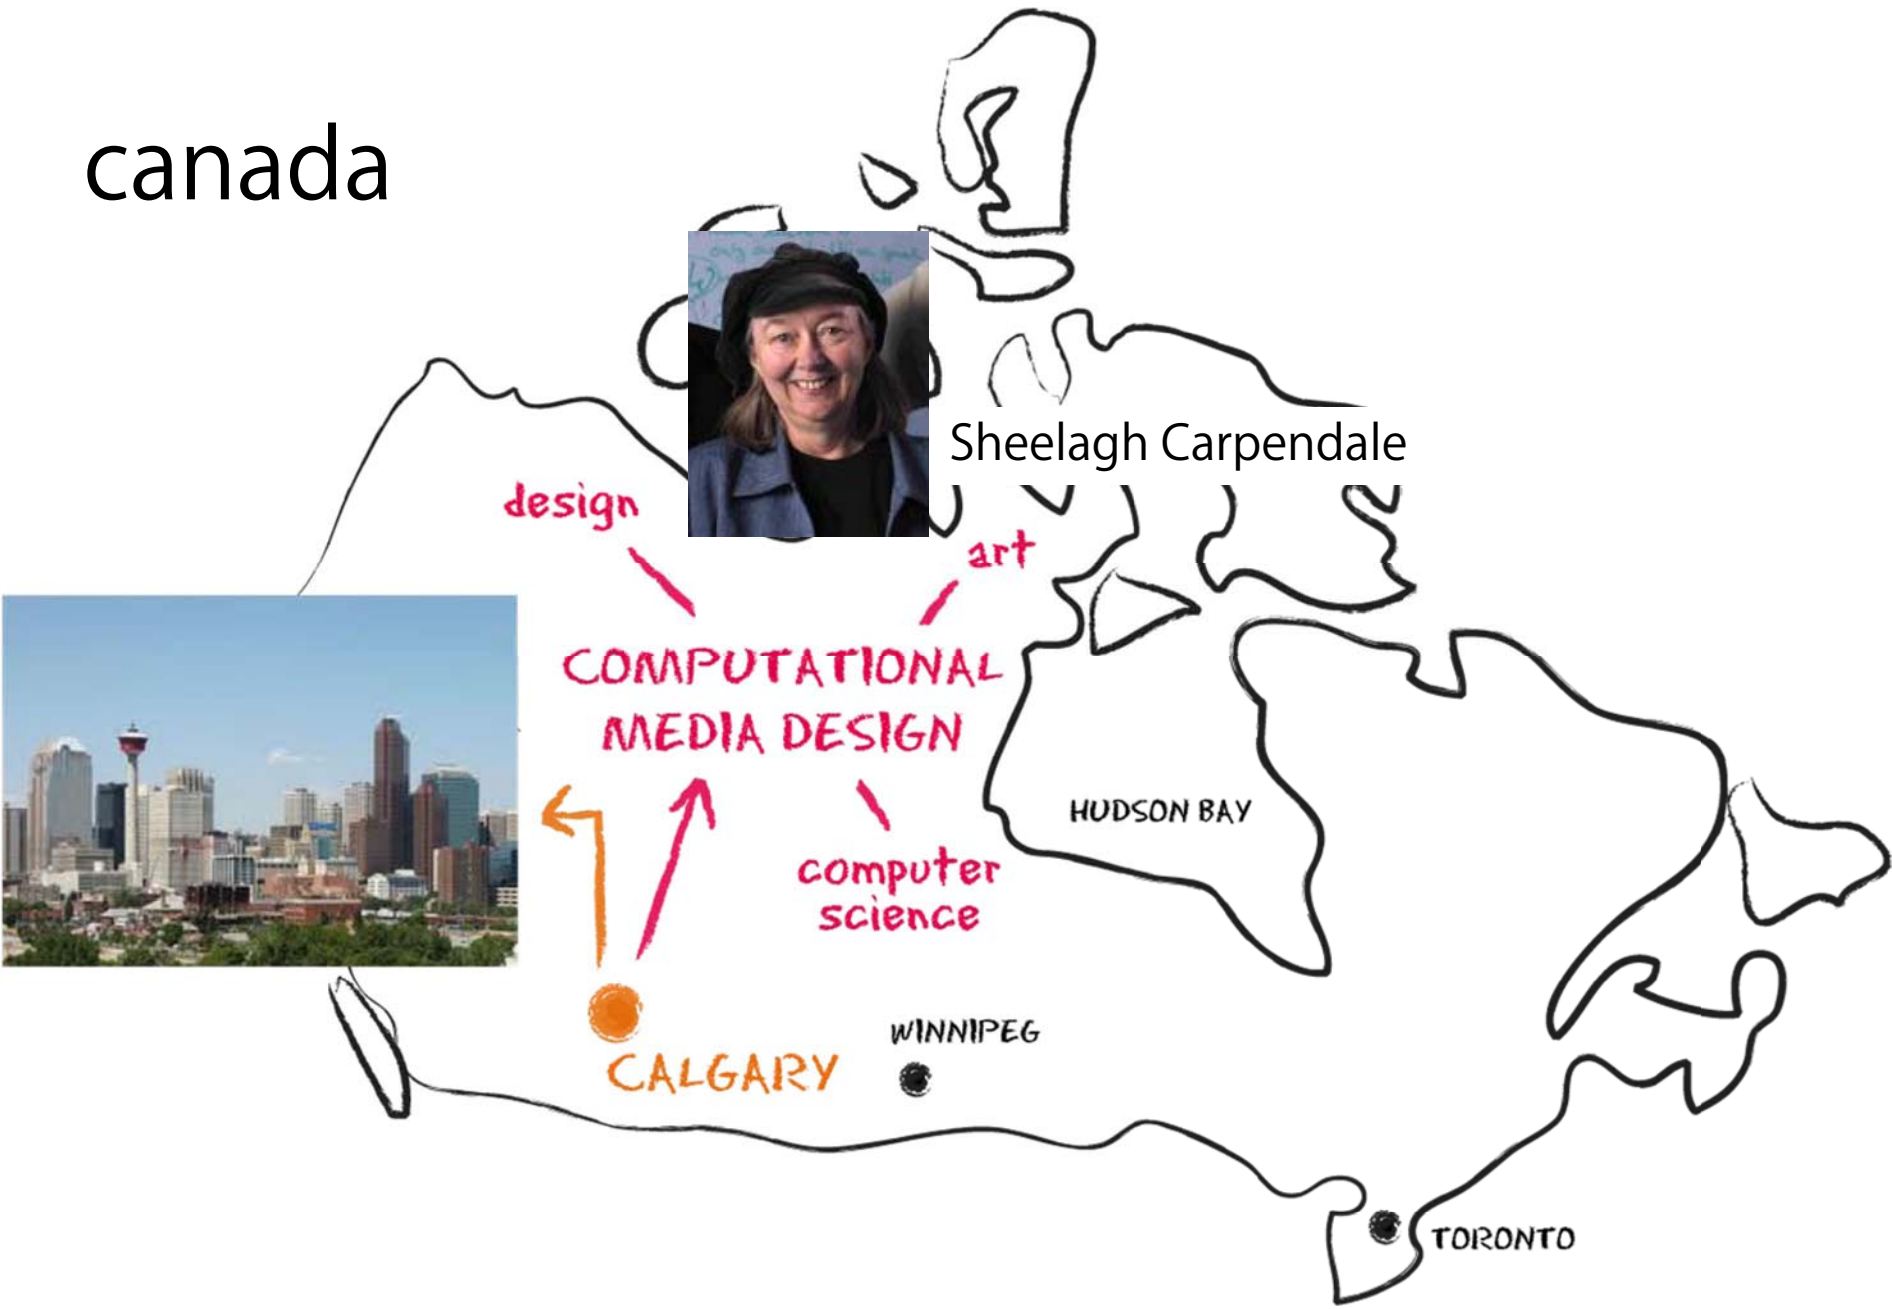 canada
Sheelagh Carpendale
design
art
COMPUTATIONAL
MEDIA DESIGN
HUDSON BAY
computer
science
WINNIPEG
CALGARY
TORONTO